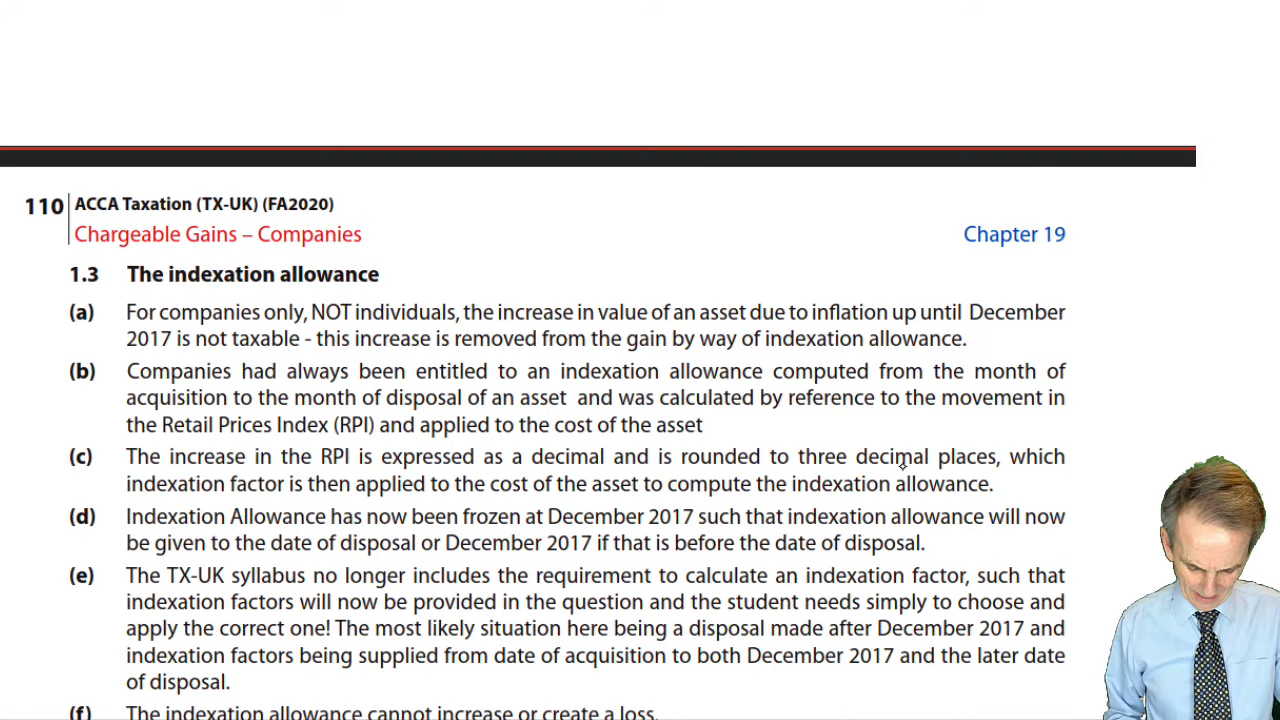 110 ACCA Taxation (TX-UK) (FA2020)
Chargeable Gains – Companies Chapter 19
1.3 The indexation allowance
(a) For companies only, NOT individuals, the increase in value of an asset due to inflation up until December
2017 is not taxable - this increase is removed from the gain by way of indexation allowance.
(b) Companies had always been entitled to an indexation allowance computed from the month of
acquisition to the month of disposal of an asset and was calculated by reference to the movement in
the Retail Prices Index (RPI) and applied to the cost of the asset
(c) The increase in the RPI is expressed as a decimal and is rounded to three decimal places, which
indexation factor is then applied to the cost of the asset to compute the indexation allowance.
(d) Indexation Allowance has now been frozen at December 2017 such that indexation allowance will now
be given to the date of disposal or December 2017 if that is before the date of disposal.
(e) The TX-UK syllabus no longer includes the requirement to calculate an indexation factor, such that
indexation factors will now be provided in the question and the student needs simply to choose and
apply the correct one! The most likely situation here being a disposal made after December 2017 and
indexation factors being supplied from date of acquisition to both December 2017 and the later date
of disposal.
(f) The indexation allowance cannot increase or create a loss.